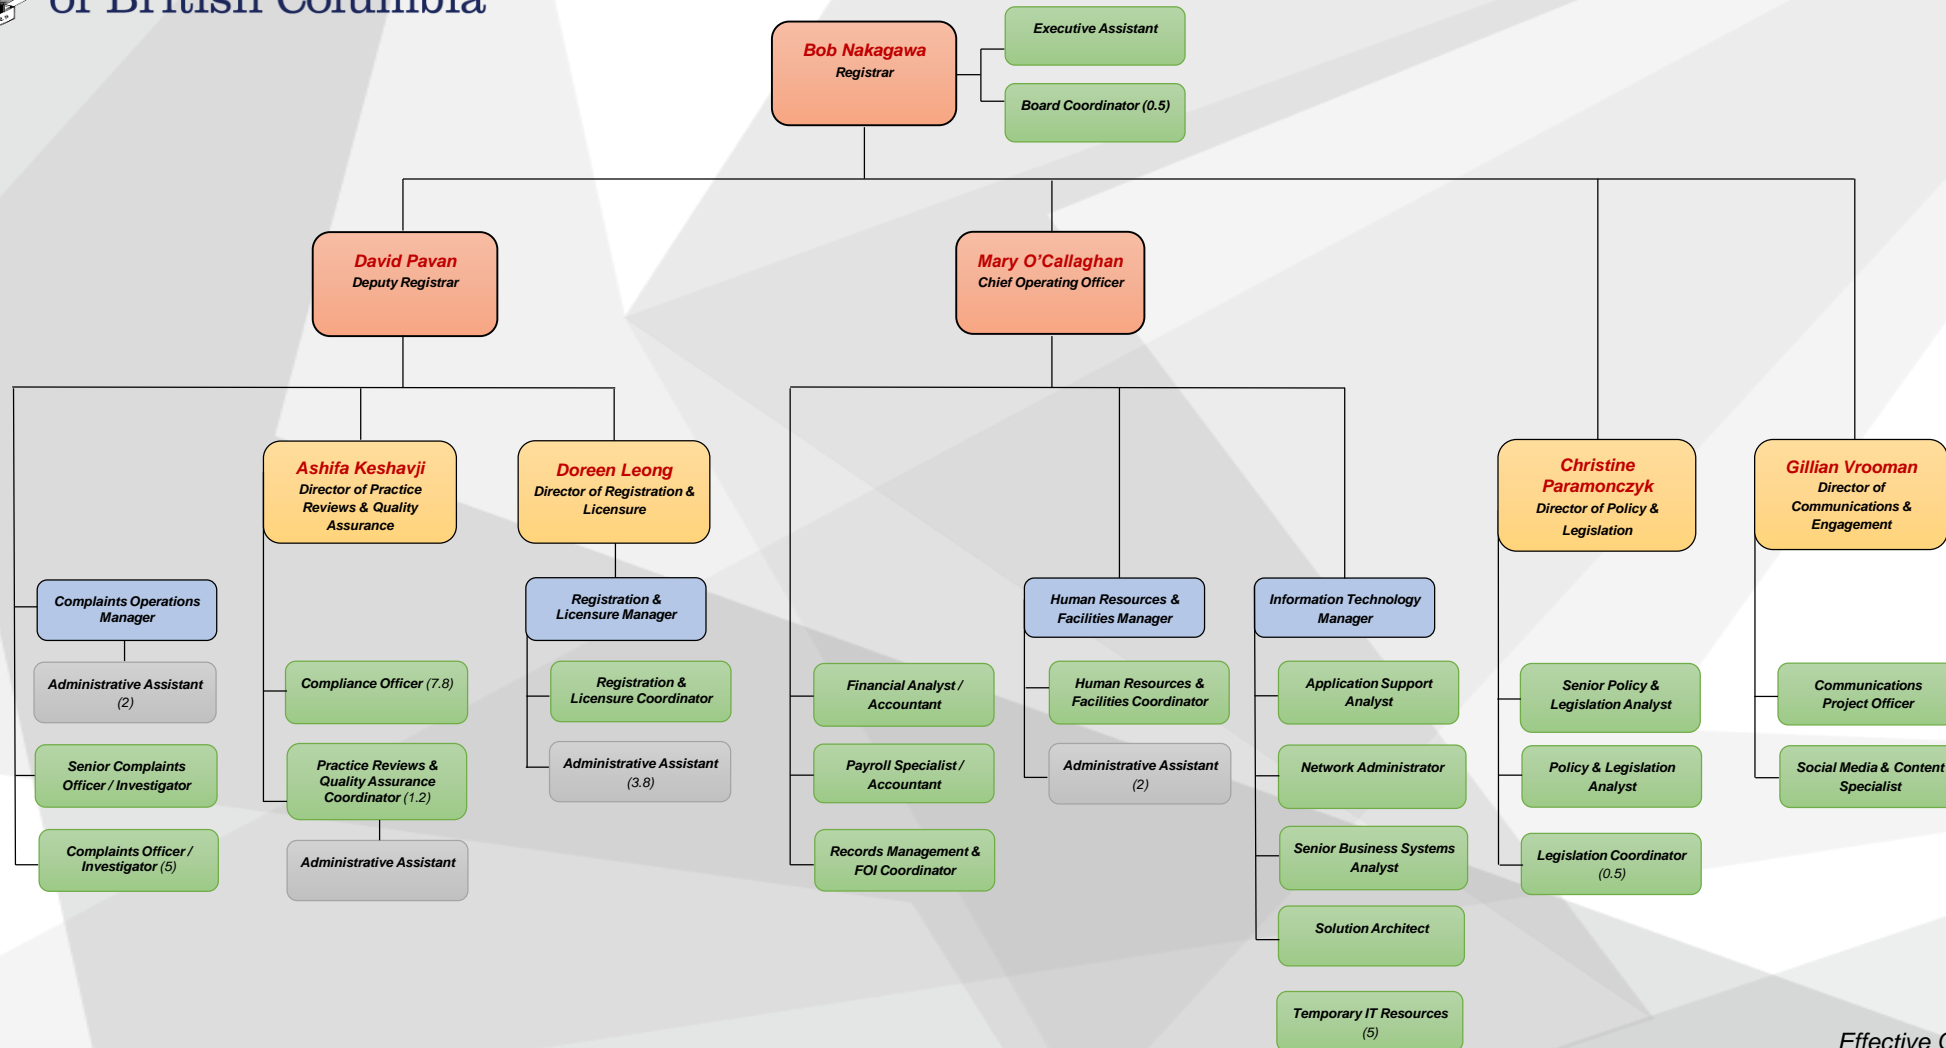 of British Columbia
Executive Assistant
Bob Nakagawa
Registrar
Board Coordinator (0.5)
David Pavan
Deputy Registrar
Mary O'Callaghan
Chief Operating Officer
Ashifa Keshavji
Director of Practice
Reviews & Quality
Assurance
Doreen Leong
Director of Registration &
Licensure
Christine
Paramonczyk
Director of Policy &
Legislation
Gillian Vrooman
Director of
Communications &
Engagement
Complaints Operations
Manager
Registration &
Licensure Manager
Human Resources &
Facilities Manager
Information Technology
Manager
Administrative Assistant
(2)
Compliance Officer (7.8)
Registration &
Licensure Coordinator
Financial Analyst /
Accountant
Human Resources &
Facilities Coordinator
Application Support
Analyst
Senior Policy &
Legislation Analyst
Communications
Project Officer
Senior Complaints
Officer / Investigator
Practice Reviews &
Quality Assurance
Coordinator (1.2)
Administrative Assistant
(3.8)
Payroll Specialist /
Accountant
Administrative Assistant
(2)
Network Administrator
Policy & Legislation
Analyst
Social Media & Content
Specialist
Complaints Officer /
Investigator (5)
Administrative Assistant
Records Management &
FOI Coordinator
Senior Business Systems
Analyst
Legislation Coordinator
(0.5)
Solution Architect
Temporary IT Resources
(5)
Effective